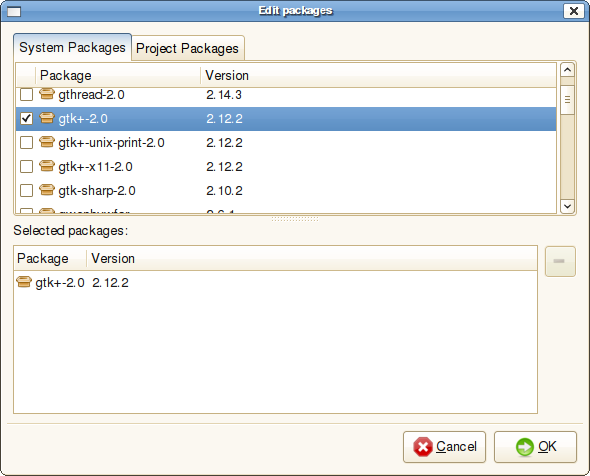 Edit packages
System Packages Project Packages
Package Version
gthread-2.0 2.14.3
gtk+-2.0 2.12.2
gtk+-unix-print-2.0 2.12.2
gtk+-x11-2.0 2.12.2
gtk-sharp-2.0 2.10.2
Selected packages:
Package Version
gtk+-2.0 2.12.2
Cancel OK